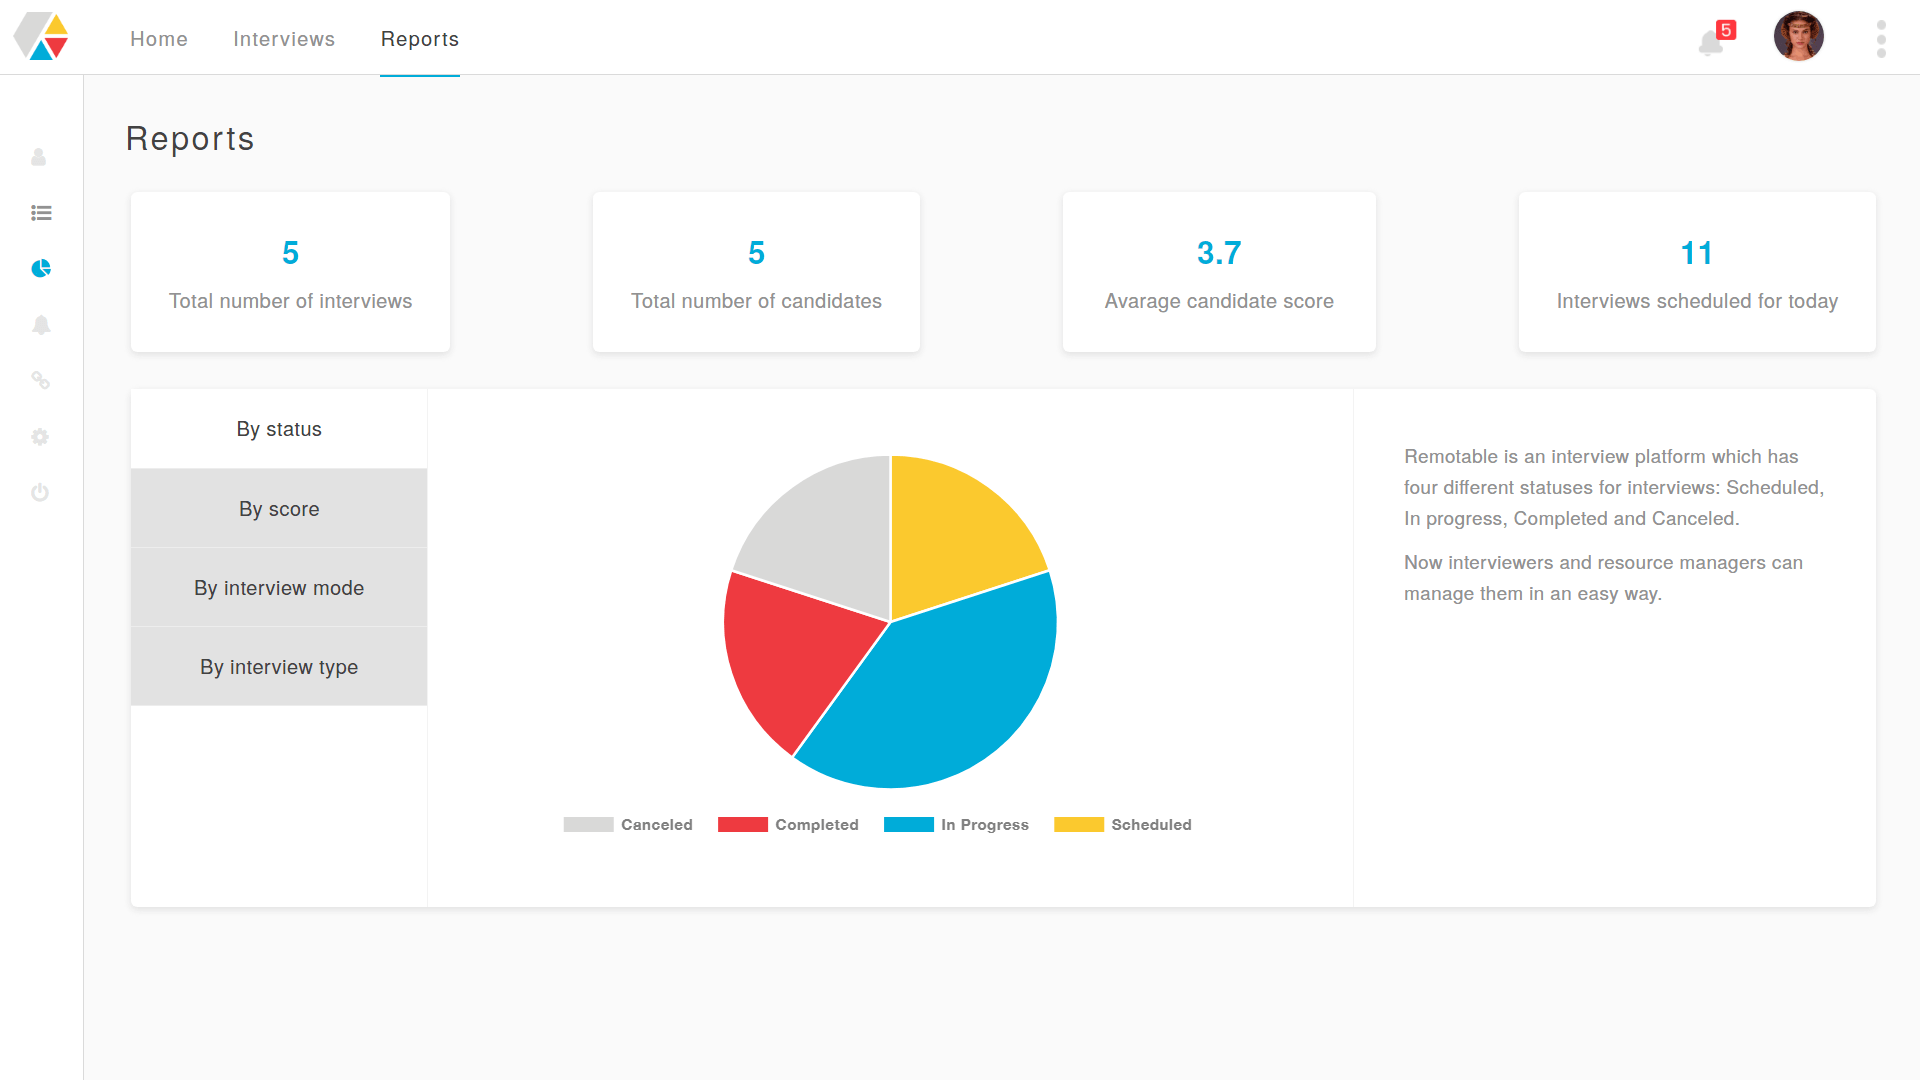 Home
Interviews
Reports
5
Reports
5
Total number of interviews
5
Total number of candidates
3.7
Avarage candidate score
11
Interviews scheduled for today
By status
By score
By interview mode
By interview type
Canceled
Completed
In Progress
Scheduled
Remotable is an interview platform which has
four different statuses for interviews: Scheduled,
In progress, Completed and Canceled.
Now interviewers and resource managers can
manage them in an easy way.